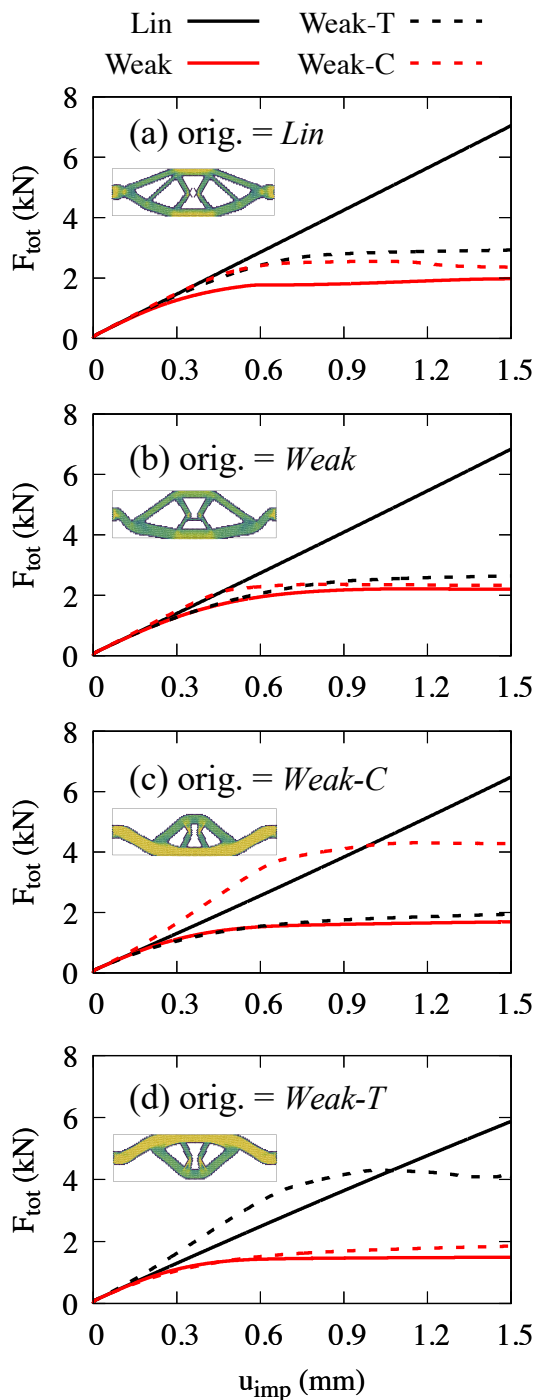 Lin Weak-T
Weak Weak-C
(a) orig. = Lin
8
6
4
2
0
F_tot (kN)
0 0.3 0.6 0.9 1.2 1.5
(b) orig. = Weak
8
6
4
2
0
F_tot (kN)
0 0.3 0.6 0.9 1.2 1.5
(c) orig. = Weak-C
8
6
4
2
0
F_tot (kN)
0 0.3 0.6 0.9 1.2 1.5
(d) orig. = Weak-T
8
6
4
2
0
F_tot (kN)
0 0.3 0.6 0.9 1.2 1.5
u_imp (mm)